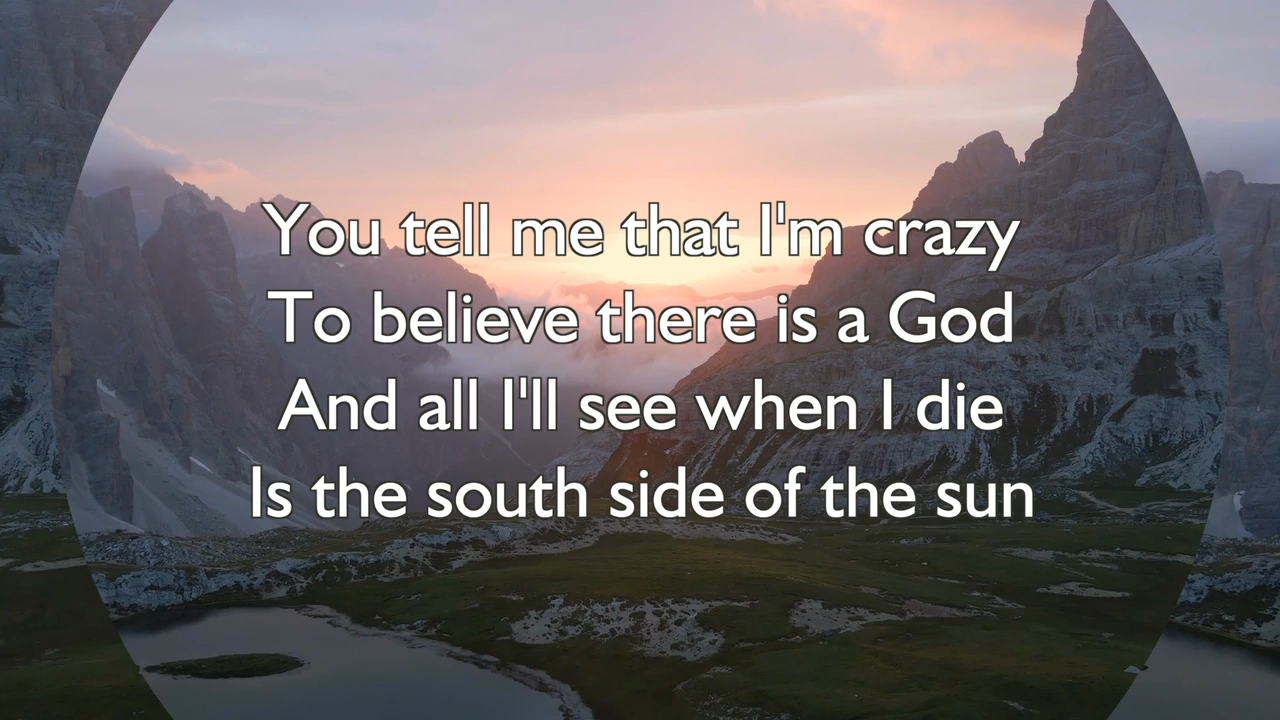 You tell me that I'm crazy
To believe there is a God
And all I'll see when I die
Is the south side of the sun